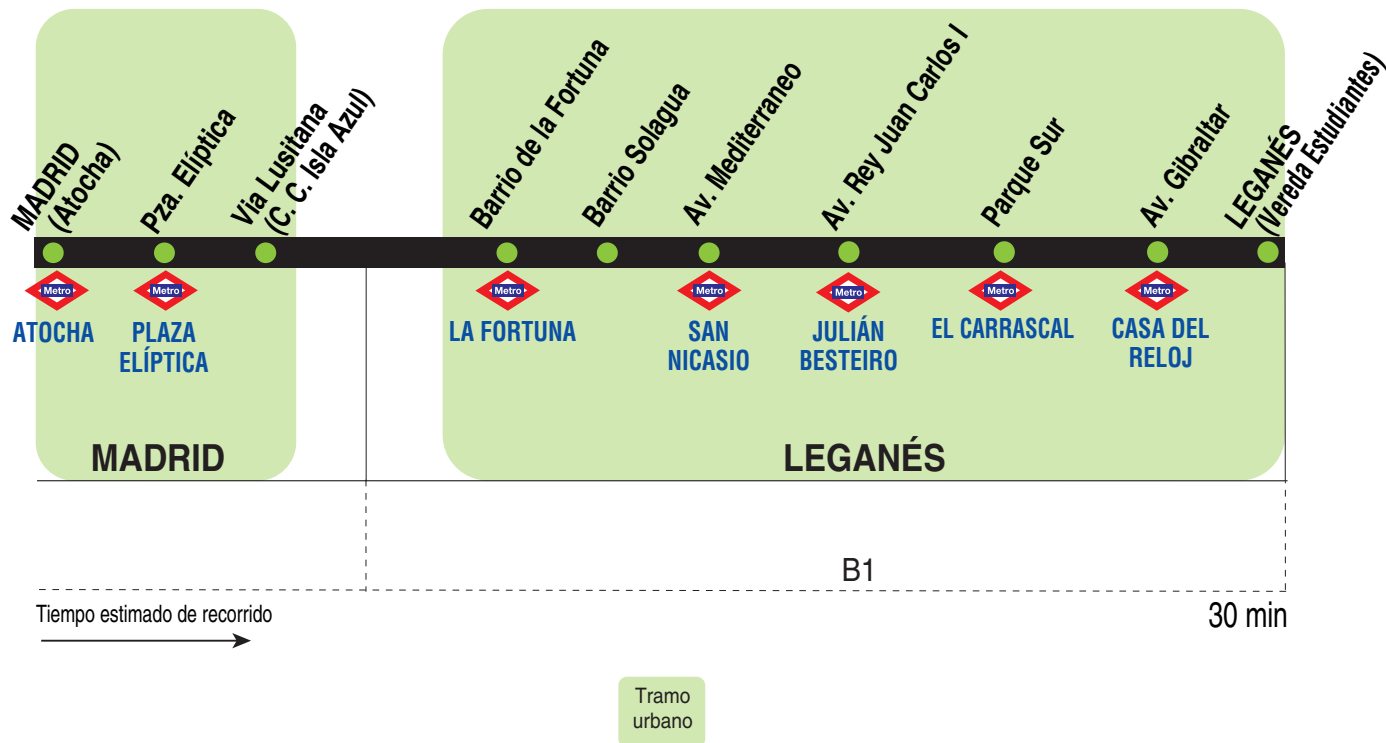 MADRID
(Atocha)
Pza. Elíptica
Via Lusitana
(C. C. Isla Azul)
Barrio de la Fortuna
Barrio Solagua
Av. Mediterraneo
Av. Rey Juan Carlos I
Parque Sur
Av. Gibraltar
LEGANÉS
(Vereda Estudiantes)
Metro
Metro
Metro
Metro
Metro
Metro
Metro
ATOCHA
PLAZA
ELÍPTICA
LA FORTUNA
SAN
NICASIO
JULIÁN
BESTEIRO
EL CARRASCAL
CASA DEL
RELOJ
MADRID
LEGANÉS
B1
Tiempo estimado de recorrido
30 min
Tramo
urbano